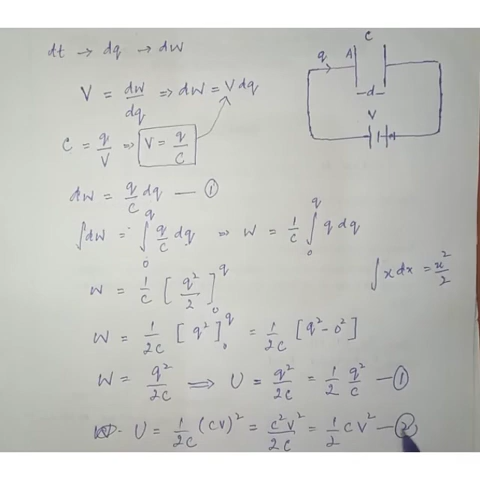 dt → dq → dW
C
q A
d
V
V = dW/dq ⇒ dW = V dq
C = q/V ⇒ V = q/C
dW = q/C dq — ①
∫dW = ∫₀^q q/C dq ⇒ W = 1/C ∫₀^q q dq
W = 1/C [q²/2]₀^q
∫x dx = x²/2
W = 1/2C [q²]₀^q = 1/2C [q² - 0²]
W = q²/2C ⟹ U = q²/2C = 1/2 q²/C — ①
U = 1/2C (CV)² = C²V²/2C = 1/2 CV² — ②